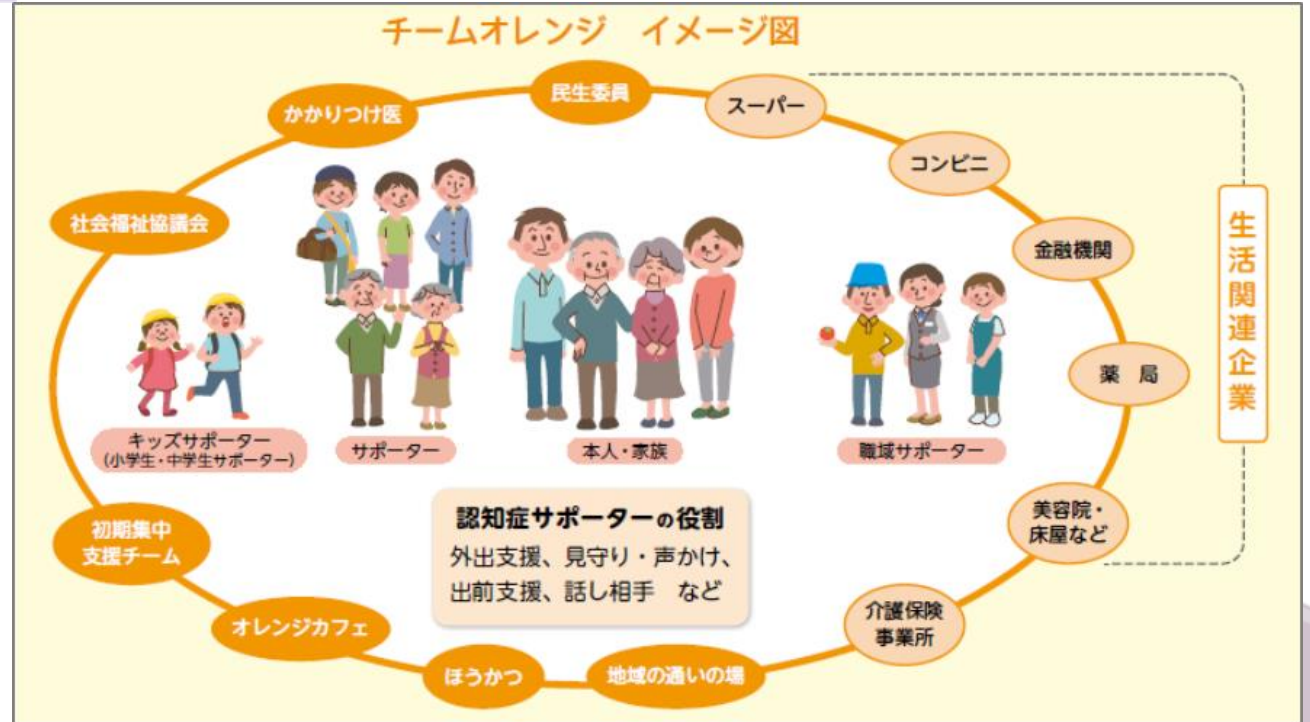 チームオレンジ　イメージ図
民生委員
スーパー
かかりつけ医
コンビニ
社会福祉協議会
金融機関
生活関連企業
薬　局
キッズサポーター
（小学生・中学生サポーター）
サポーター
本人・家族
職域サポーター
美容院・
床屋など
認知症サポーターの役割
外出支援、見守り・声かけ、
出前支援、話し相手　など
初期集中
支援チーム
オレンジカフェ
介護保険
事業所
ほうかつ
地域の通いの場